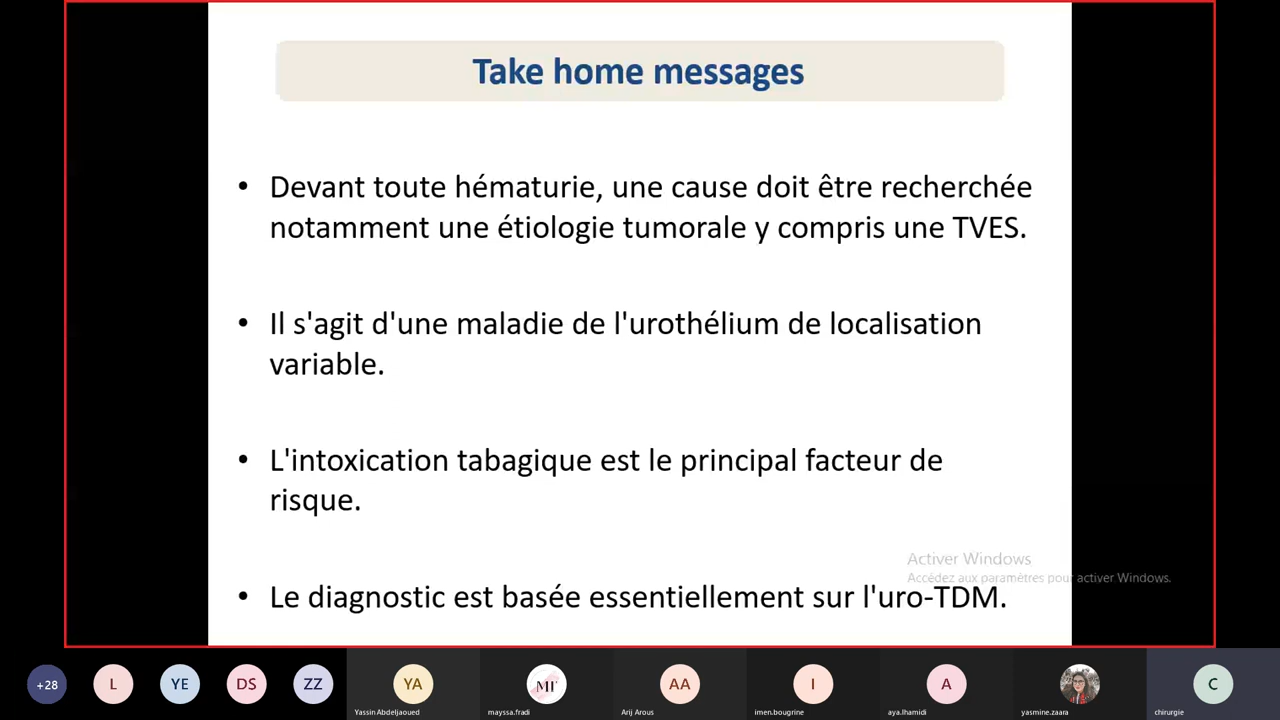 Take home messages
• Devant toute hématurie, une cause doit être recherchée
notamment une étiologie tumorale y compris une TVES.
• Il s'agit d'une maladie de l'urothélium de localisation
variable.
• L'intoxication tabagique est le principal facteur de
risque.
• Le diagnostic est basée essentiellement sur l'uro-TDM.
Activer Windows
Accédez aux paramètres pour activer Windows.
+28
L
YE
DS
ZZ
YA
AA
I
A
C
Yassin Abdeljaoued
mayssa.fradi
Arij Arous
imen.bougrine
aya.lhamidi
yasmine.zaara
chirurgie